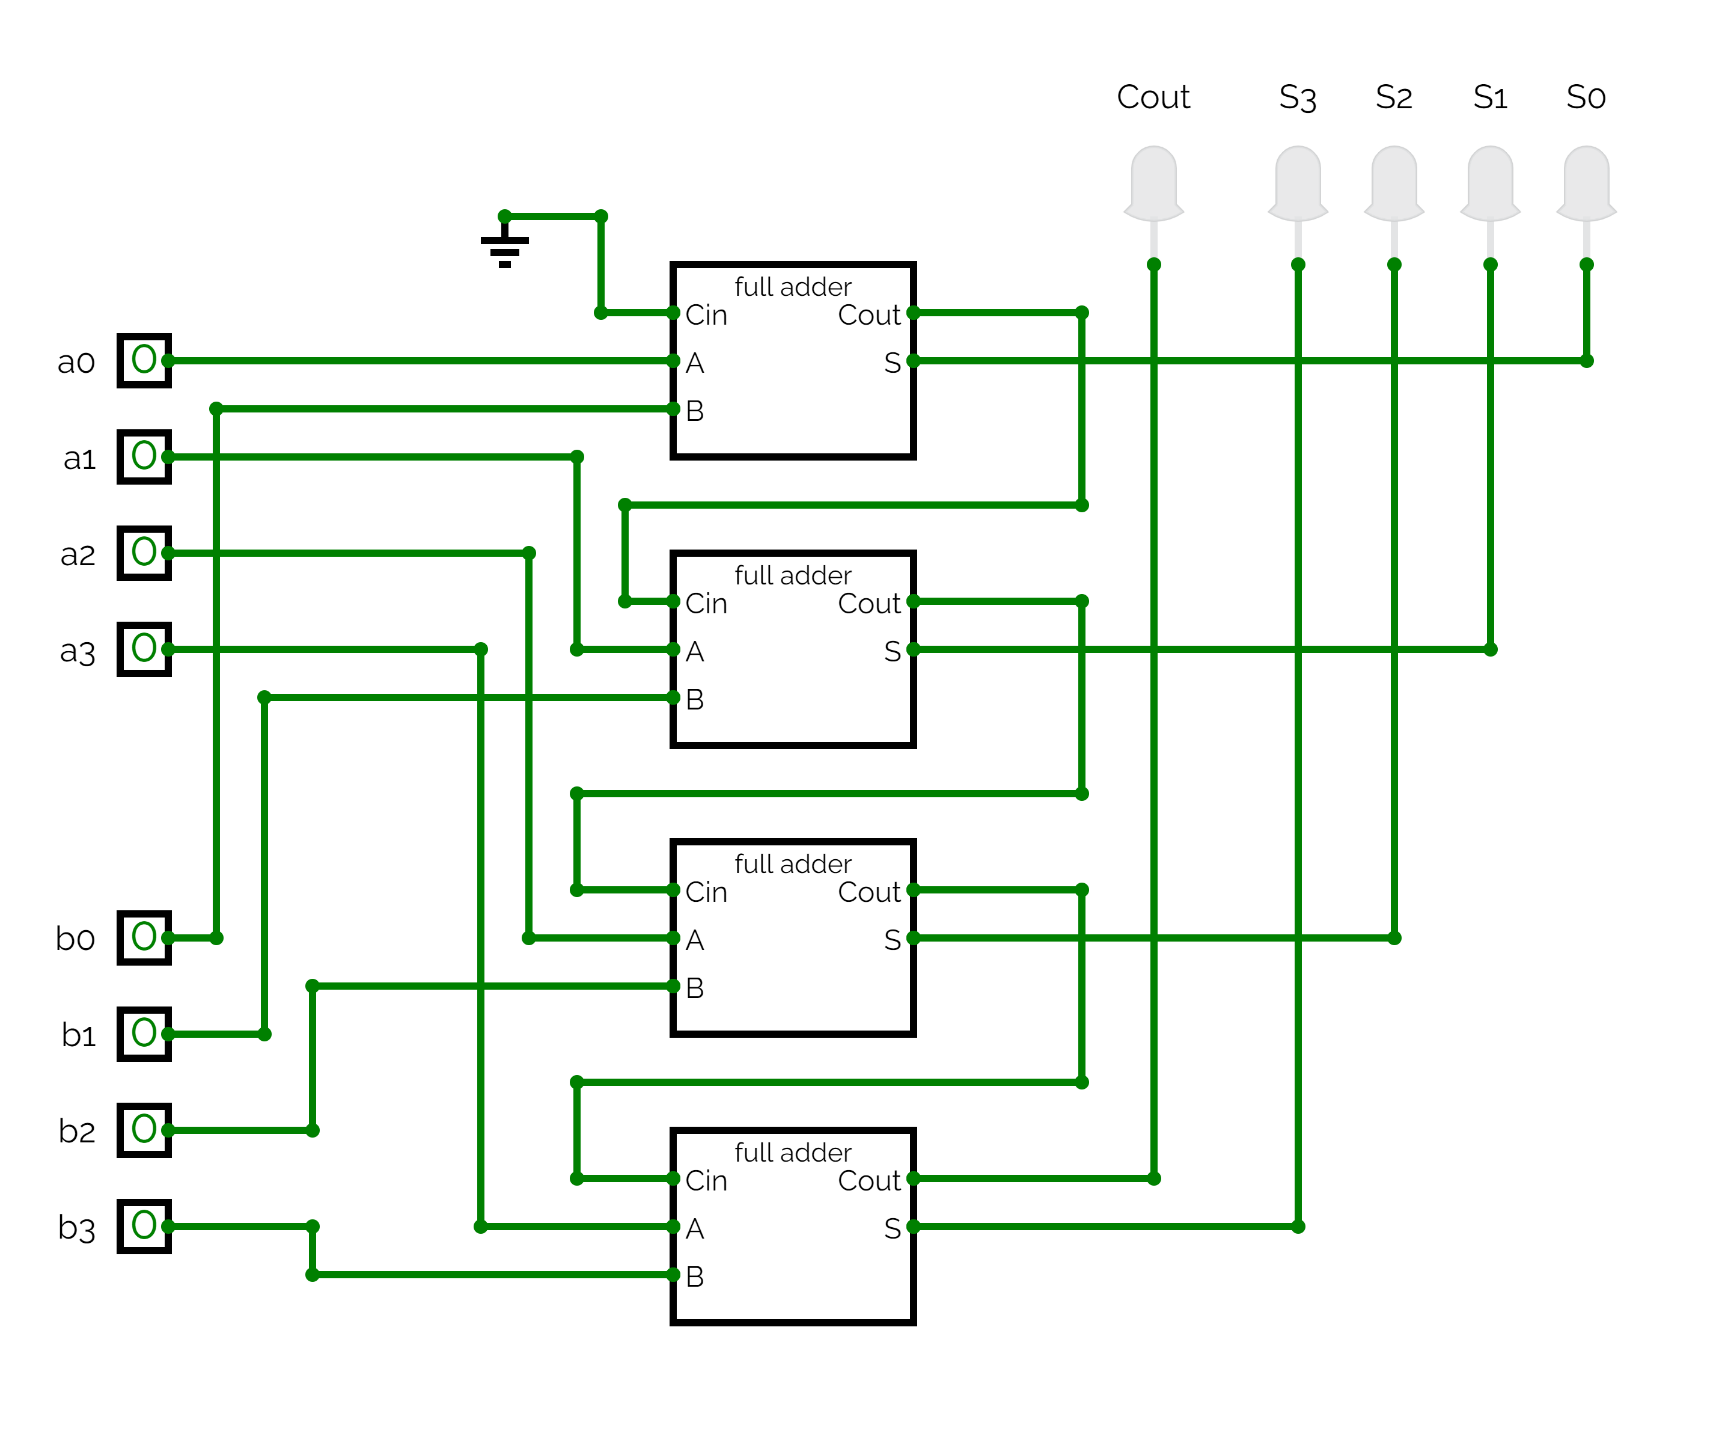 Cout S3 S2 S1 S0
full adder
Cin Cout
a0 0 A S
B
a1 0
a2 0
full adder
Cin Cout
a3 0 A S
B
full adder
Cin Cout
b0 0 A S
B
b1 0
b2 0
full adder
Cin Cout
b3 0 A S
B